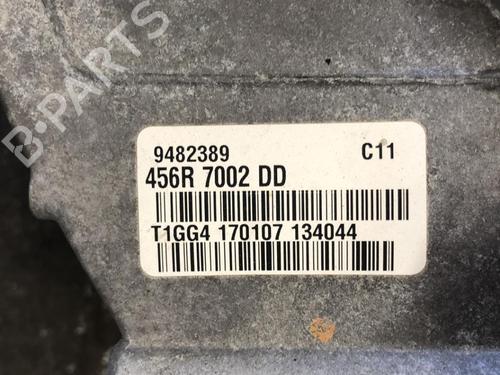 B-PARTS
9482389 C11
456R 7002 DD
T1GG4 170107 134044